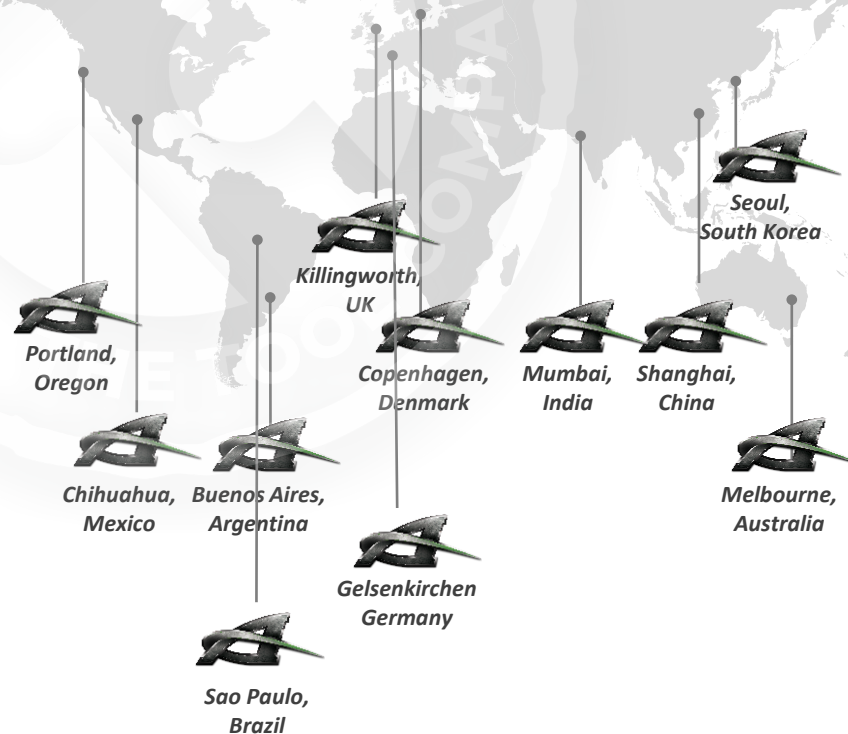 Seoul,
South Korea
Killingworth,
UK
Portland,
Oregon
Copenhagen,
Denmark
Mumbai,
India
Shanghai,
China
Chihuahua,
Mexico
Buenos Aires,
Argentina
Melbourne,
Australia
Gelsenkirchen
Germany
Sao Paulo,
Brazil